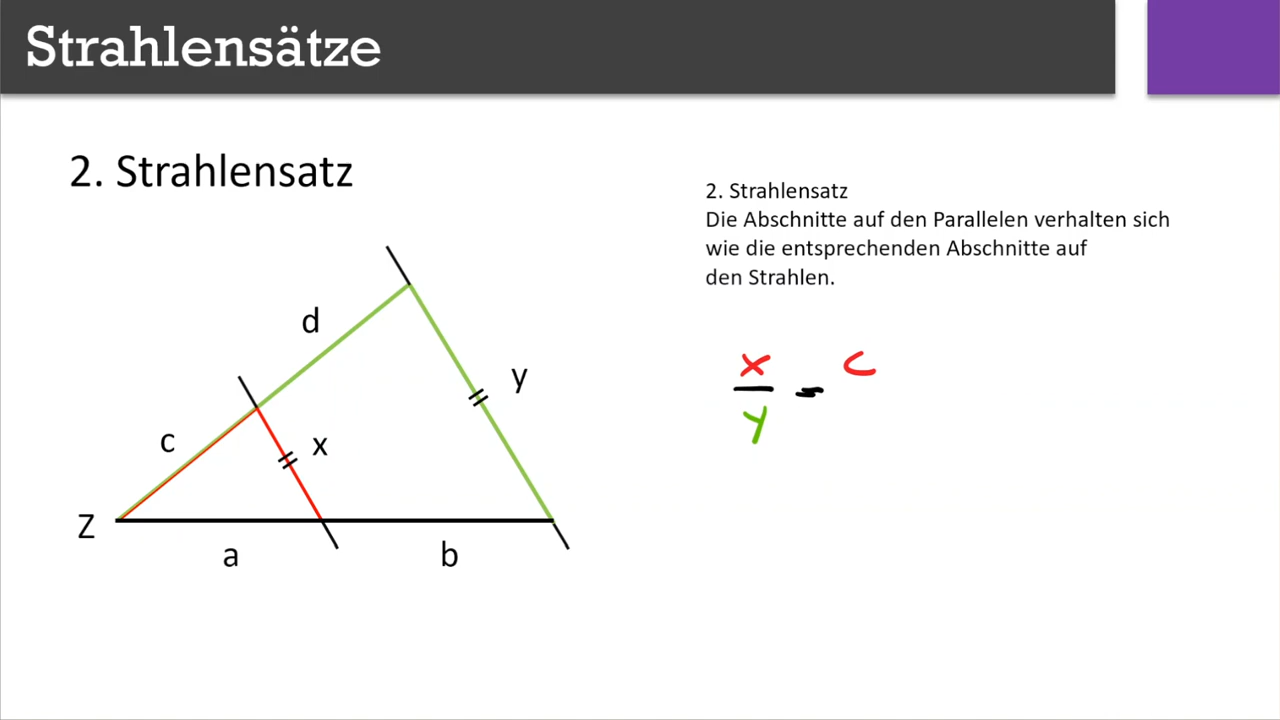 Strahlensätze
2. Strahlensatz
2. Strahlensatz
Die Abschnitte auf den Parallelen verhalten sich
wie die entsprechenden Abschnitte auf
den Strahlen.
d
y
c
x
Z
a
b
x
c
=
y